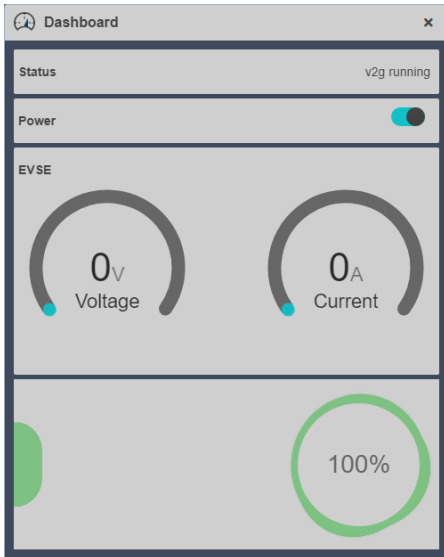 Dashboard ×
Status v2g running
Power
EVSE
0V 0A
Voltage Current
100%